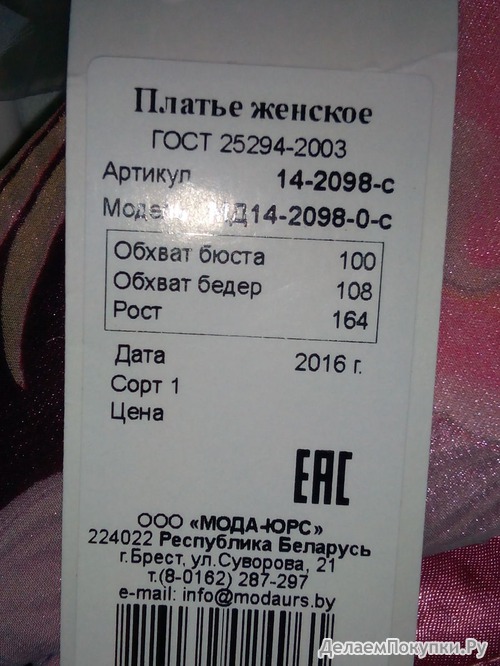 Платье женское
ГОСТ 25294-2003
Артикул 14-2098-с
Д14-2098-0-с
Обхват бюста 100
Обхват бедер 108
Рост 164
Дата 2016 г.
Сорт 1
Цена
ЕАС
ООО «МОДА-ЮРС»
224022 Республика Беларусь
г.Брест, ул.Суворова, 21
т.(8-0162) 287-297
e-mail: info@modaurs.by
ДелаемПокупки.Ру